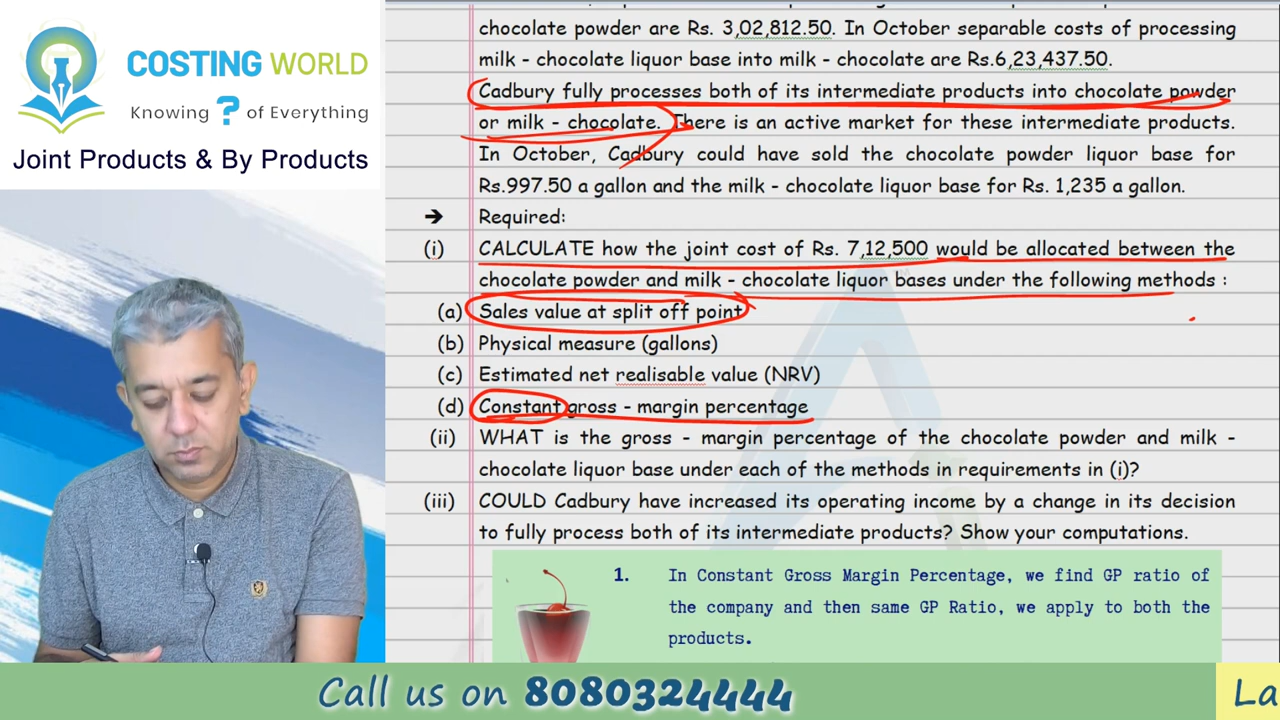 COSTING WORLD
Knowing ? of Everything
Joint Products & By Products
chocolate powder are Rs. 3,02,812.50. In October separable costs of processing
milk - chocolate liquor base into milk - chocolate are Rs.6,23,437.50.
Cadbury fully processes both of its intermediate products into chocolate powder
or milk - chocolate. There is an active market for these intermediate products.
In October, Cadbury could have sold the chocolate powder liquor base for
Rs.997.50 a gallon and the milk - chocolate liquor base for Rs. 1,235 a gallon.
➔ Required:
(i) CALCULATE how the joint cost of Rs. 7,12,500 would be allocated between the
chocolate powder and milk - chocolate liquor bases under the following methods :
(a) Sales value at split off point
(b) Physical measure (gallons)
(c) Estimated net realisable value (NRV)
(d) Constant gross - margin percentage
(ii) WHAT is the gross - margin percentage of the chocolate powder and milk -
chocolate liquor base under each of the methods in requirements in (i)?
(iii) COULD Cadbury have increased its operating income by a change in its decision
to fully process both of its intermediate products? Show your computations.
1. In Constant Gross Margin Percentage, we find GP ratio of
the company and then same GP Ratio, we apply to both the
products.
Call us on 8080324444
La